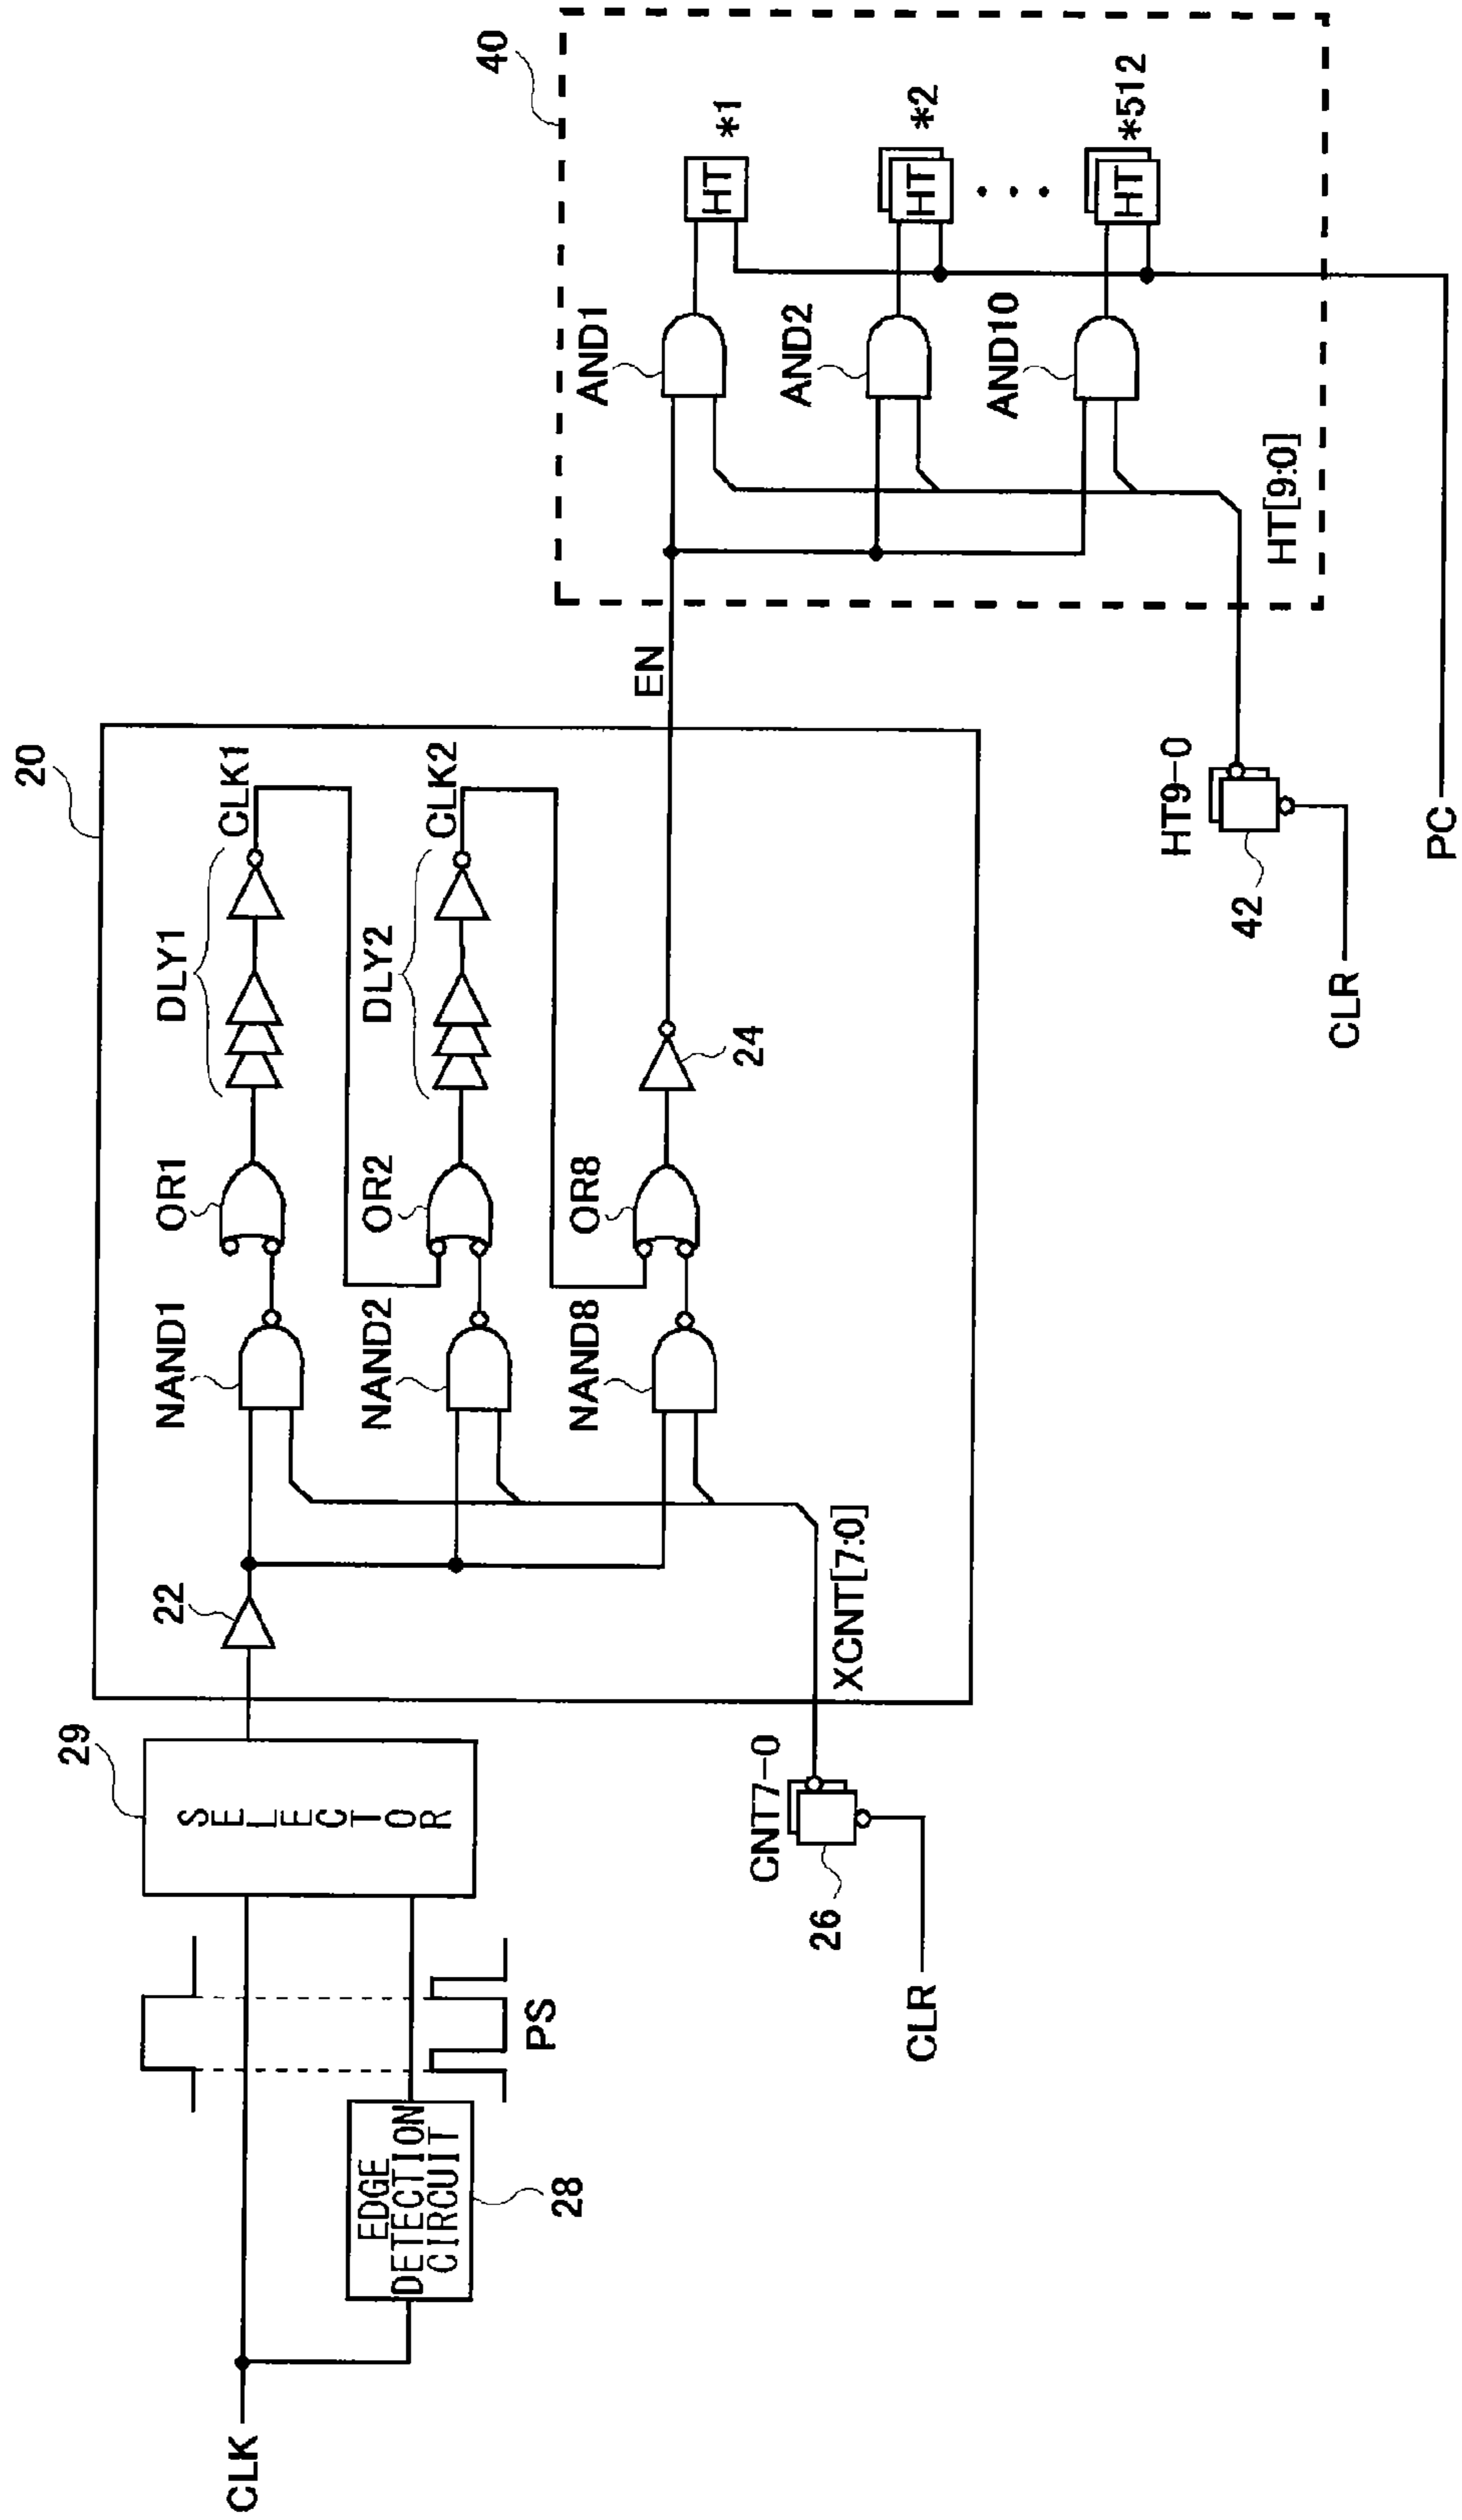 CLK
EDGE
DETECTION
CIRCUIT
28
PS
SELECTOR
29
20
22
NAND1
OR1
DLY1
CLK1
NAND2
OR2
DLY2
CLK2
NAND8
OR8
24
XCNT[7:0]
CNT7-0
26
CLR
EN
40
AND1
HT
*1
AND2
HT
*2
AND10
HT
*512
HT[9:0]
HT9-0
42
CLR
PC